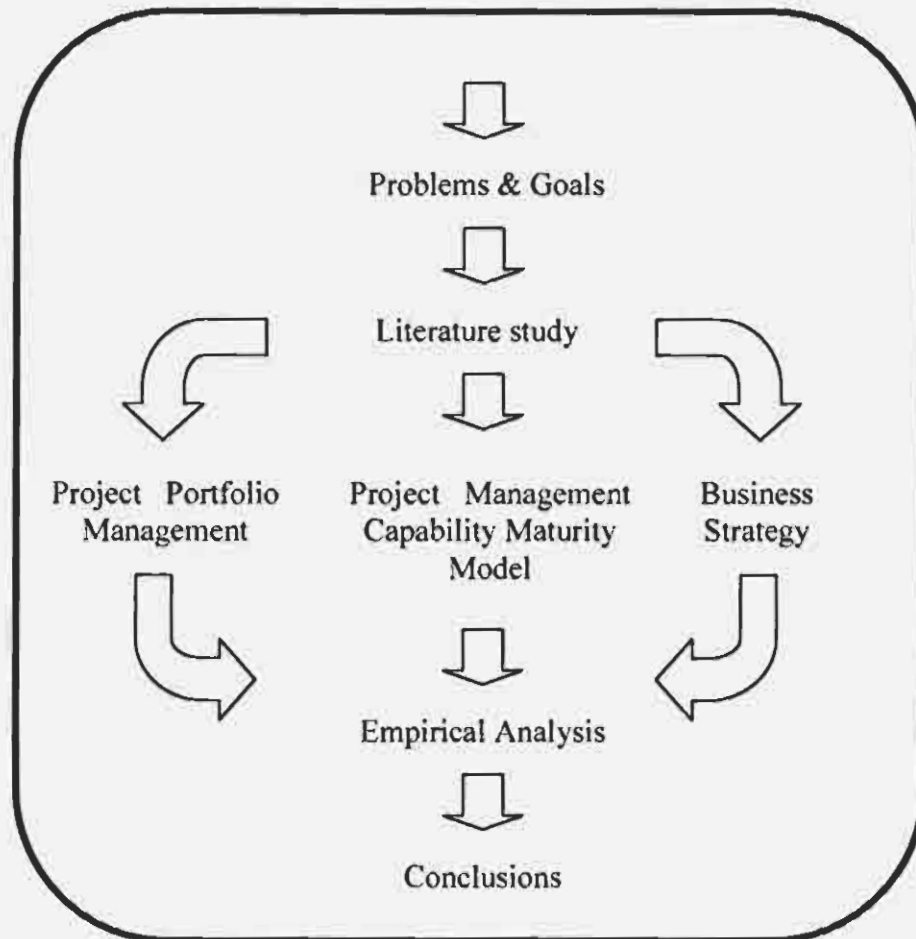 Problems & Goals
Literature study
Project Portfolio
Management
Project Management
Capability Maturity
Model
Business
Strategy
Empirical Analysis
Conclusions